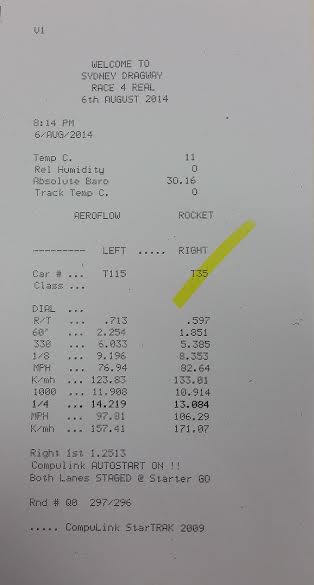 V1
WELCOME TO
SYDNEY DRAGWAY
RACE 4 REAL
6th AUGUST 2014
8:14 PM
6/AUG/2014
Temp C. 11
Rel Humidity 0
Absolute Baro 30.16
Track Temp C. 0
AEROFLOW ROCKET
--------- LEFT ..... RIGHT
Car # ... T115 T35
Class ...
DIAL ...
R/T ... .713 .597
60' ... 2.254 1.851
330 ... 6.033 5.385
1/8 ... 9.196 8.353
MPH ... 76.94 82.64
K/mh ... 123.83 133.01
1000 ... 11.908 10.914
1/4 ... 14.219 13.084
MPH ... 97.81 106.29
K/mh ... 157.41 171.07
Right 1st 1.2513
Compulink AUTOSTART ON !!
Both Lanes STAGED @ Starter GO
Rnd # Q0 297/296
..... CompuLink StarTRAK 2009